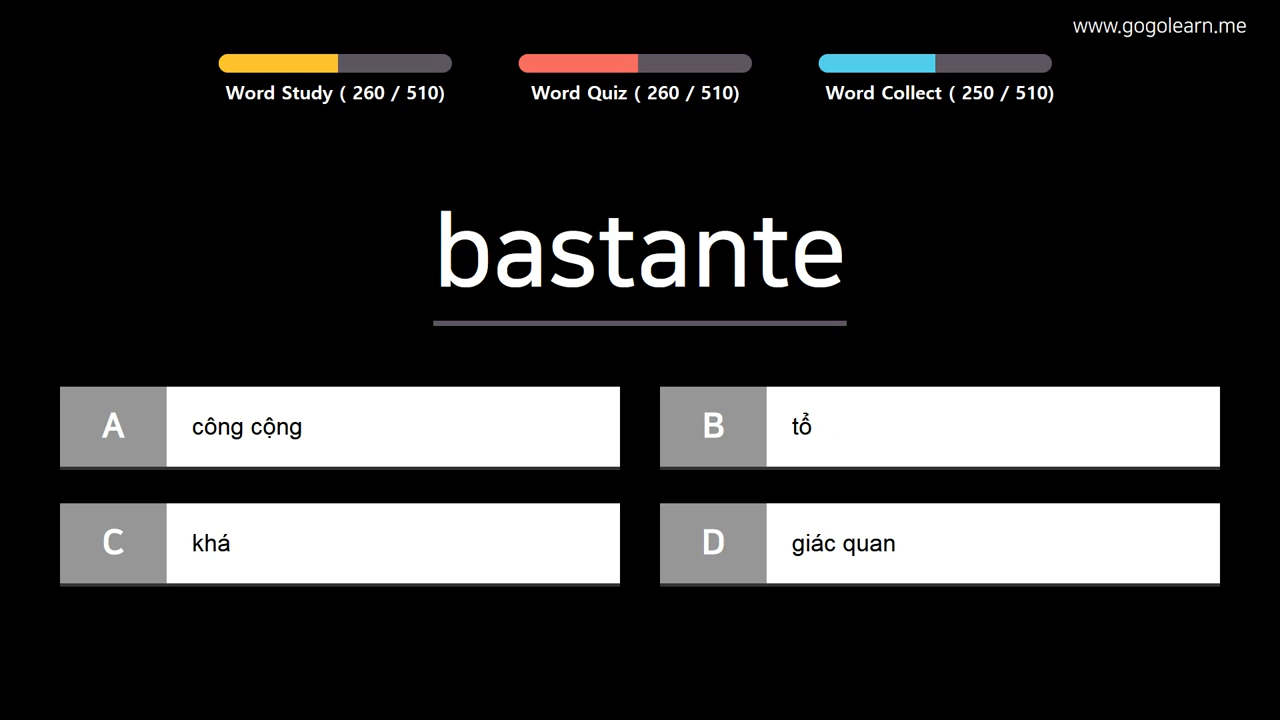 www.gogolearn.me
Word Study ( 260 / 510)
Word Quiz ( 260 / 510)
Word Collect ( 250 / 510)
bastante
A
công cộng
B
tổ
C
khá
D
giác quan